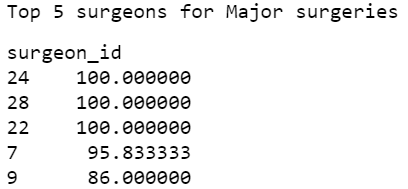 Top 5 surgeons for Major surgeries
surgeon_id
24    100.000000
28    100.000000
22    100.000000
7      95.833333
9      86.000000